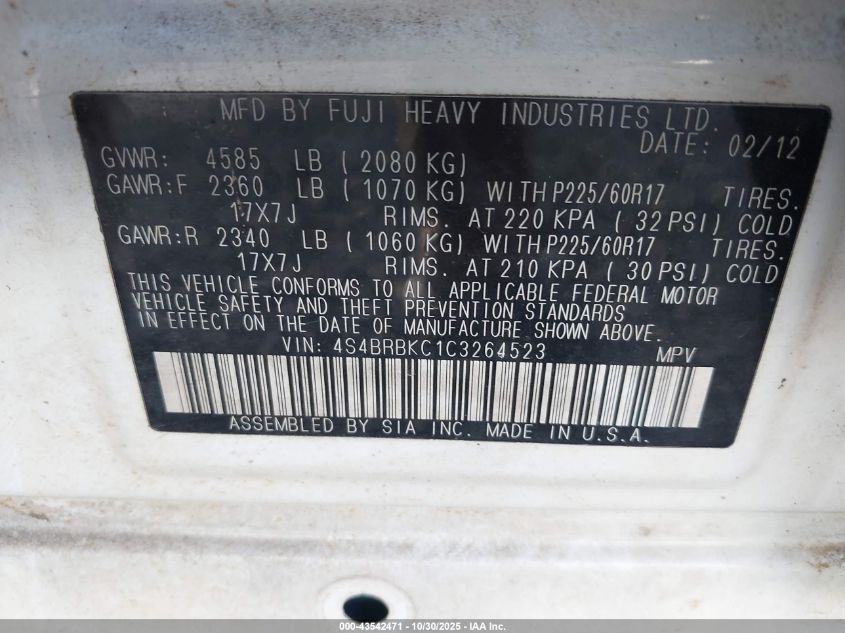 MFD BY FUJI HEAVY INDUSTRIES LTD.
DATE: 02/12
GVWR: 4585 LB ( 2080 KG)
GAWR:F 2360 LB ( 1070 KG) WITH P225/60R17 TIRES.
17X7J RIMS. AT 220 KPA ( 32 PSI) COLD
GAWR:R 2340 LB ( 1060 KG) WITH P225/60R17 TIRES.
17X7J RIMS. AT 210 KPA ( 30 PSI) COLD
THIS VEHICLE CONFORMS TO ALL APPLICABLE FEDERAL MOTOR
VEHICLE SAFETY AND THEFT PREVENTION STANDARDS
IN EFFECT ON THE DATE OF MANUFACTURE SHOWN ABOVE.
VIN: 4S4BRBKC1C3264523 MPV
ASSEMBLED BY SIA INC. MADE IN U.S.A.
000-43542471 - 10/30/2025 - IAA Inc.